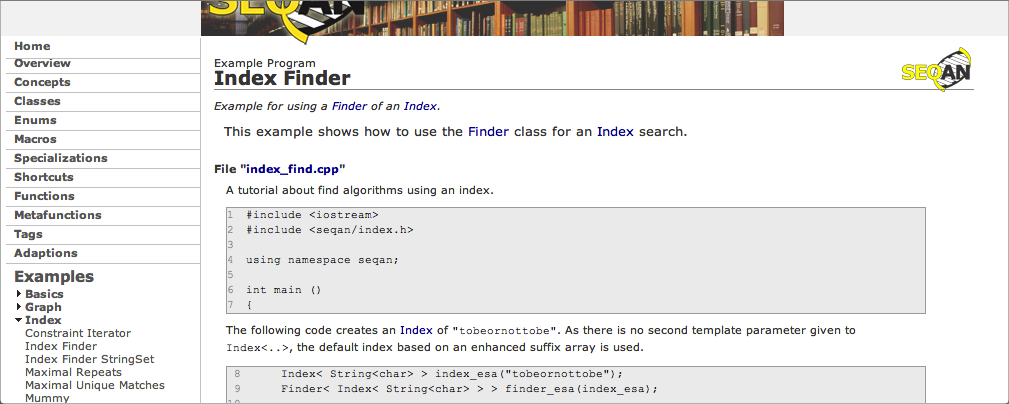 SEQAN
Home
Overview
Concepts
Classes
Enums
Macros
Specializations
Shortcuts
Functions
Metafunctions
Tags
Adaptions
Examples
Basics
Graph
Index
Constraint Iterator
Index Finder
Index Finder StringSet
Maximal Repeats
Maximal Unique Matches
Mummy
Example Program
Index Finder
SEQAN
Example for using a Finder of an Index.
This example shows how to use the Finder class for an Index search.
File "index_find.cpp"
A tutorial about find algorithms using an index.
1 #include <iostream>
2 #include <seqan/index.h>
3
4 using namespace seqan;
5
6 int main ()
7 {
The following code creates an Index of "tobeornottobe". As there is no second template parameter given to
Index<..>, the default index based on an enhanced suffix array is used.
8 Index< String<char> > index_esa("tobeornottobe");
9 Finder< Index< String<char> > > finder_esa(index_esa);